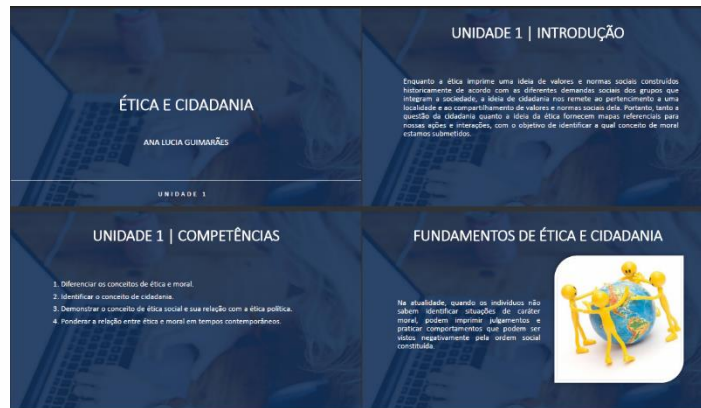 ÉTICA E CIDADANIA
ANA LUCIA GUIMARÃES
UNIDADE 1
UNIDADE 1 | INTRODUÇÃO
Enquanto a ética imprime uma ideia de valores e normas sociais construídos
historicamente de acordo com as diferentes demandas sociais dos grupos que
integram a sociedade, a ideia de cidadania nos remete ao pertencimento a uma
localidade e ao compartilhamento de valores e normas sociais dela. Portanto, tanto a
questão da cidadania quanto a ideia da ética fornecem mapas referenciais para
nossas ações e interações, com o objetivo de identificar a qual conceito de moral
estamos submetidos.
UNIDADE 1 | COMPETÊNCIAS
1. Diferenciar os conceitos de ética e moral.
2. Identificar o conceito de cidadania.
3. Demonstrar o conceito de ética social e sua relação com a ética política.
4. Ponderar a relação entre ética e moral em tempos contemporâneos.
FUNDAMENTOS DE ÉTICA E CIDADANIA
Na atualidade, quando os indivíduos não
sabem identificar situações de caráter
moral, podem imprimir julgamentos e
praticar comportamentos que podem ser
vistos negativamente pela ordem social
constituída.